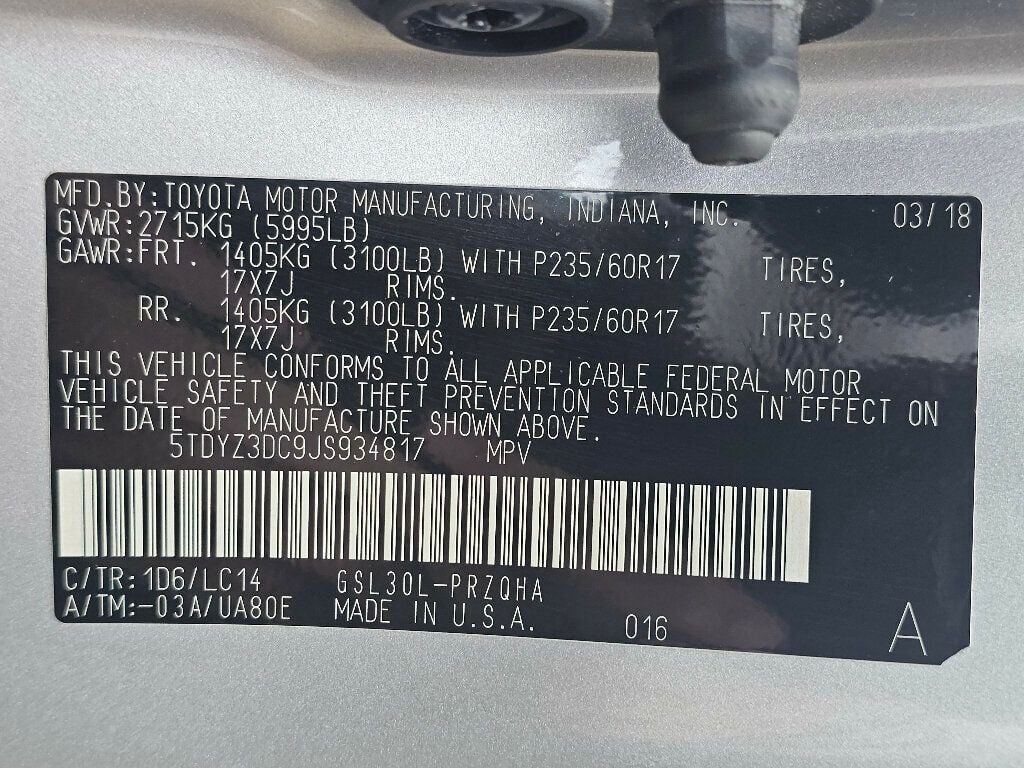 MFD.BY:TOYOTA MOTOR MANUFACTURING, INDIANA, INC. 03/18
GVWR:2715KG (5995LB)
GAWR:FRT. 1405KG (3100LB) WITH P235/60R17 TIRES,
17X7J RIMS.
RR. 1405KG (3100LB) WITH P235/60R17 TIRES,
17X7J RIMS.
THIS VEHICLE CONFORMS TO ALL APPLICABLE FEDERAL MOTOR
VEHICLE SAFETY AND THEFT PREVENTION STANDARDS IN EFFECT ON
THE DATE OF MANUFACTURE SHOWN ABOVE.
5TDYZ3DC9JS934817 MPV
C/TR:1D6/LC14 GSL30L-PRZQHA
A/TM:-03A/UA80E MADE IN U.S.A. 016 A